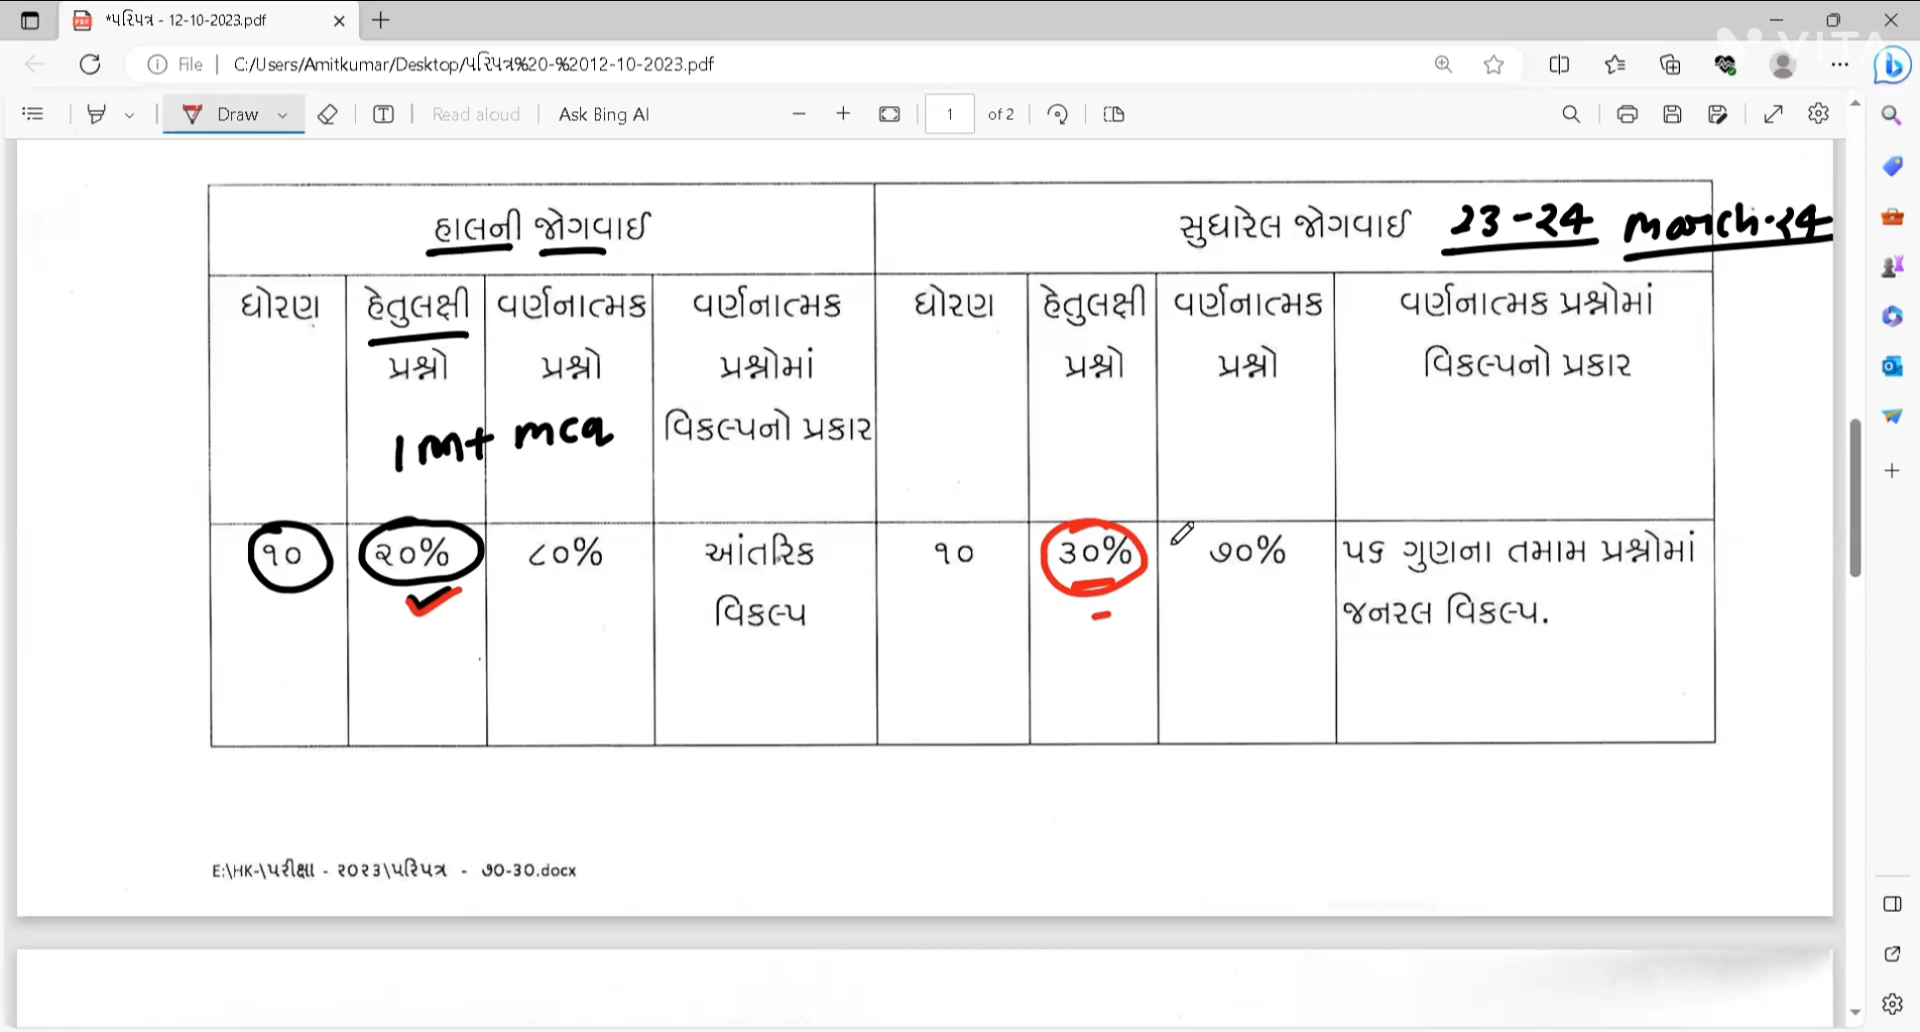 *પરિપત્ર - 12-10-2023.pdf
VITA
File | C:/Users/Amitkumar/Desktop/પરિપત્ર%20-%2012-10-2023.pdf
Draw
Read aloud
Ask Bing AI
1 of 2
હાલની જોગવાઈ
સુધારેલ જોગવાઈ 23-24 March-24
ધોરણ
હેતુલક્ષી
પ્રશ્નો
વર્ણનાત્મક
પ્રશ્નો
વર્ણનાત્મક
પ્રશ્નોમાં
વિકલ્પનો પ્રકાર
ધોરણ
હેતુલક્ષી
પ્રશ્નો
વર્ણનાત્મક
પ્રશ્નો
વર્ણનાત્મક પ્રશ્નોમાં
વિકલ્પનો પ્રકાર
1 m + mcq
૧૦
૨૦%
૮૦%
આંતરિક
વિકલ્પ
૧૦
૩૦%
૭૦%
પ૬ ગુણના તમામ પ્રશ્નોમાં
જનરલ વિકલ્પ.
E:\HK-\પરીક્ષા - ૨૦૨૩\પરિપત્ર - ૭૦-૩૦.docx